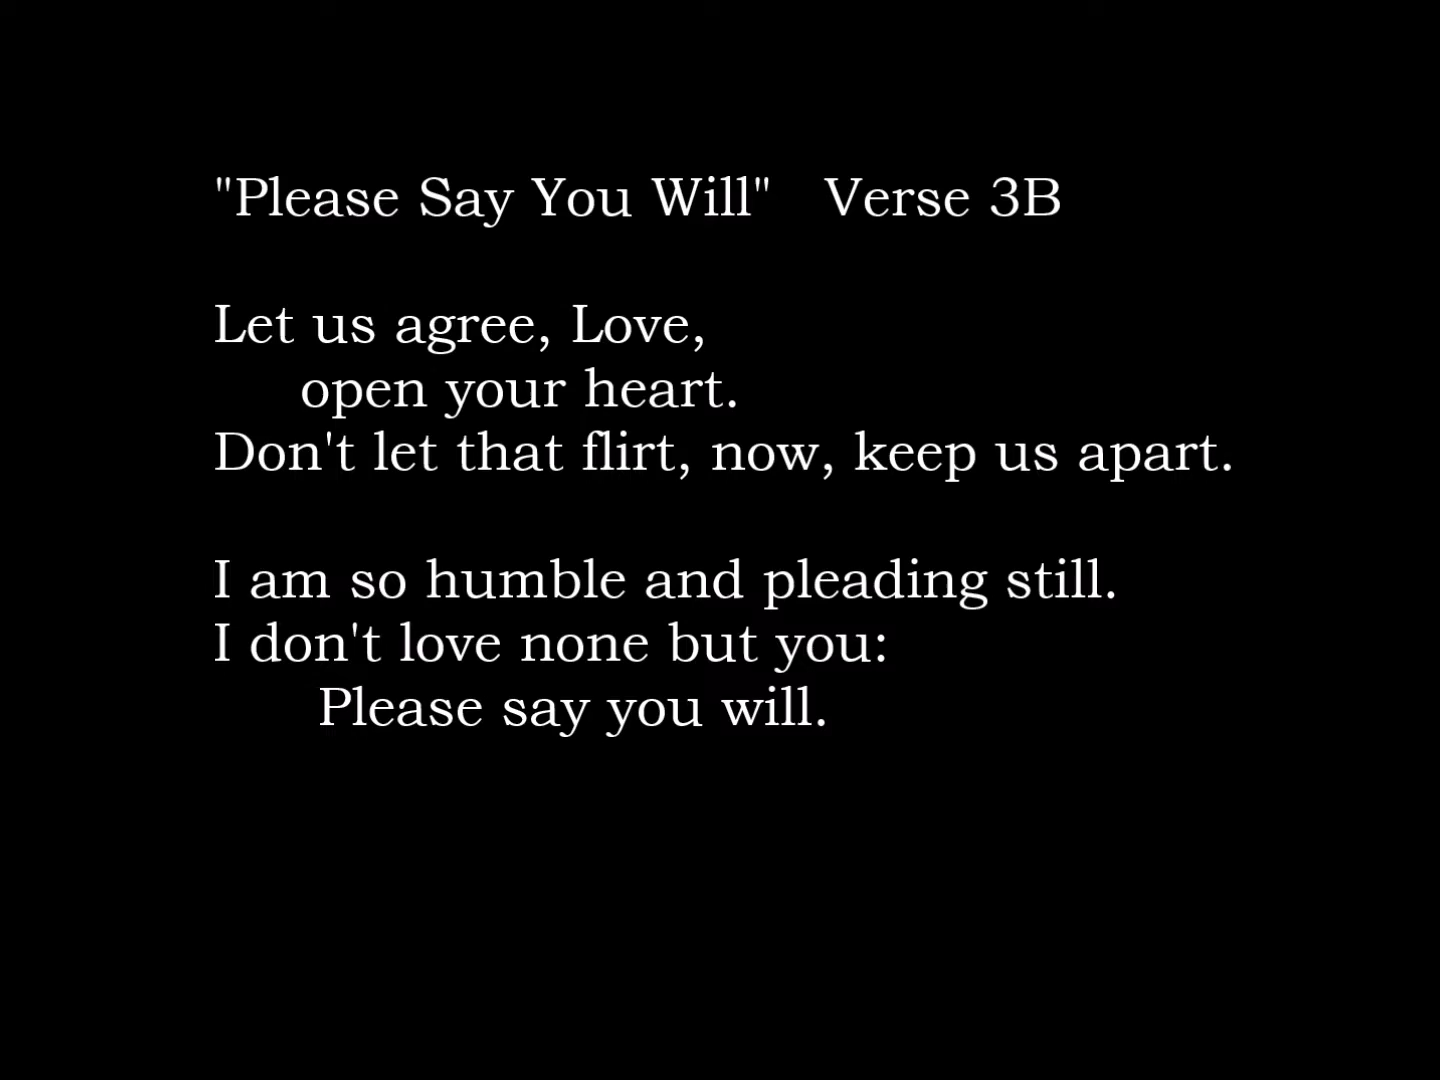 "Please Say You Will" Verse 3B
Let us agree, Love,
open your heart.
Don't let that flirt, now, keep us apart.
I am so humble and pleading still.
I don't love none but you:
Please say you will.